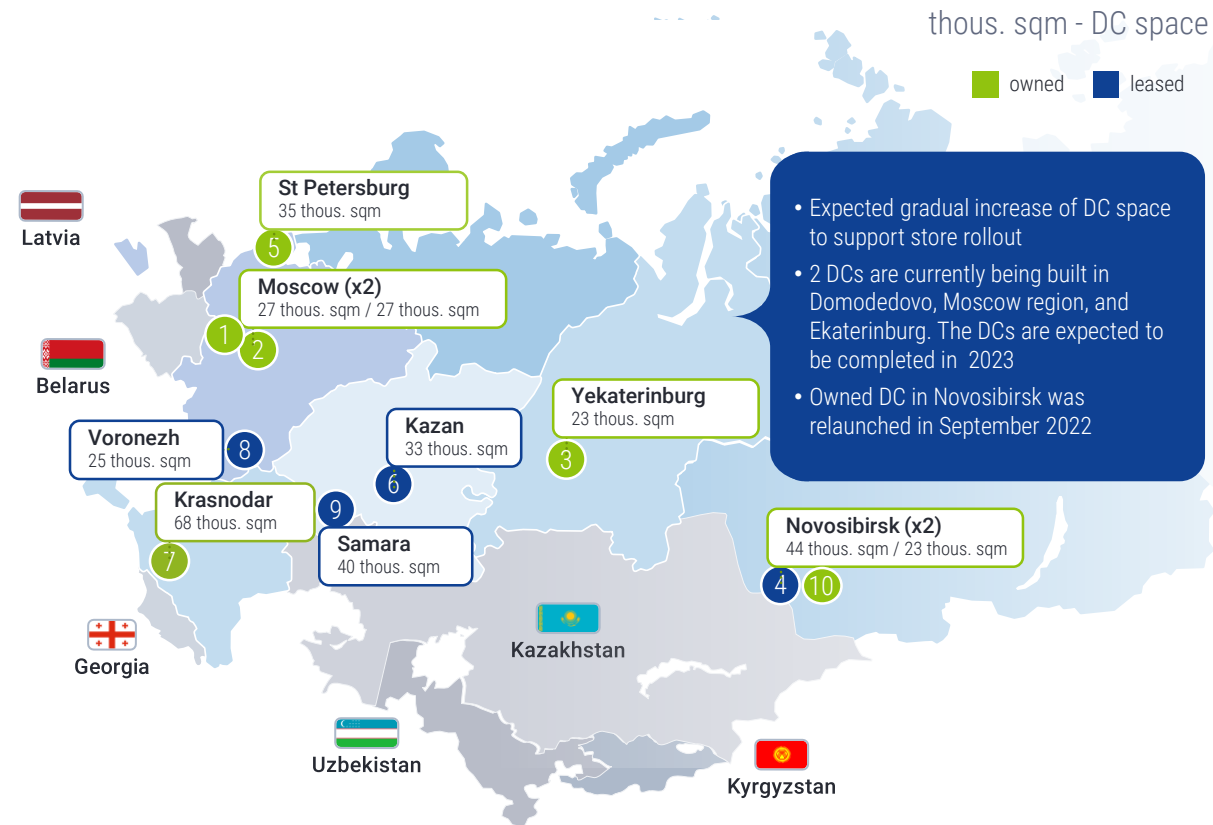 thous. sqm - DC space
owned
leased
St Petersburg
35 thous. sqm
5
Latvia
Moscow (x2)
27 thous. sqm / 27 thous. sqm
1
2
• Expected gradual increase of DC space
to support store rollout
• 2 DCs are currently being built in
Domodedovo, Moscow region, and
Ekaterinburg. The DCs are expected to
be completed in 2023
• Owned DC in Novosibirsk was
relaunched in September 2022
Belarus
Yekaterinburg
23 thous. sqm
3
Kazan
33 thous. sqm
6
Voronezh
25 thous. sqm
8
Krasnodar
68 thous. sqm
7
9
Samara
40 thous. sqm
Novosibirsk (x2)
44 thous. sqm / 23 thous. sqm
4
10
Georgia
Kazakhstan
Uzbekistan
Kyrgyzstan